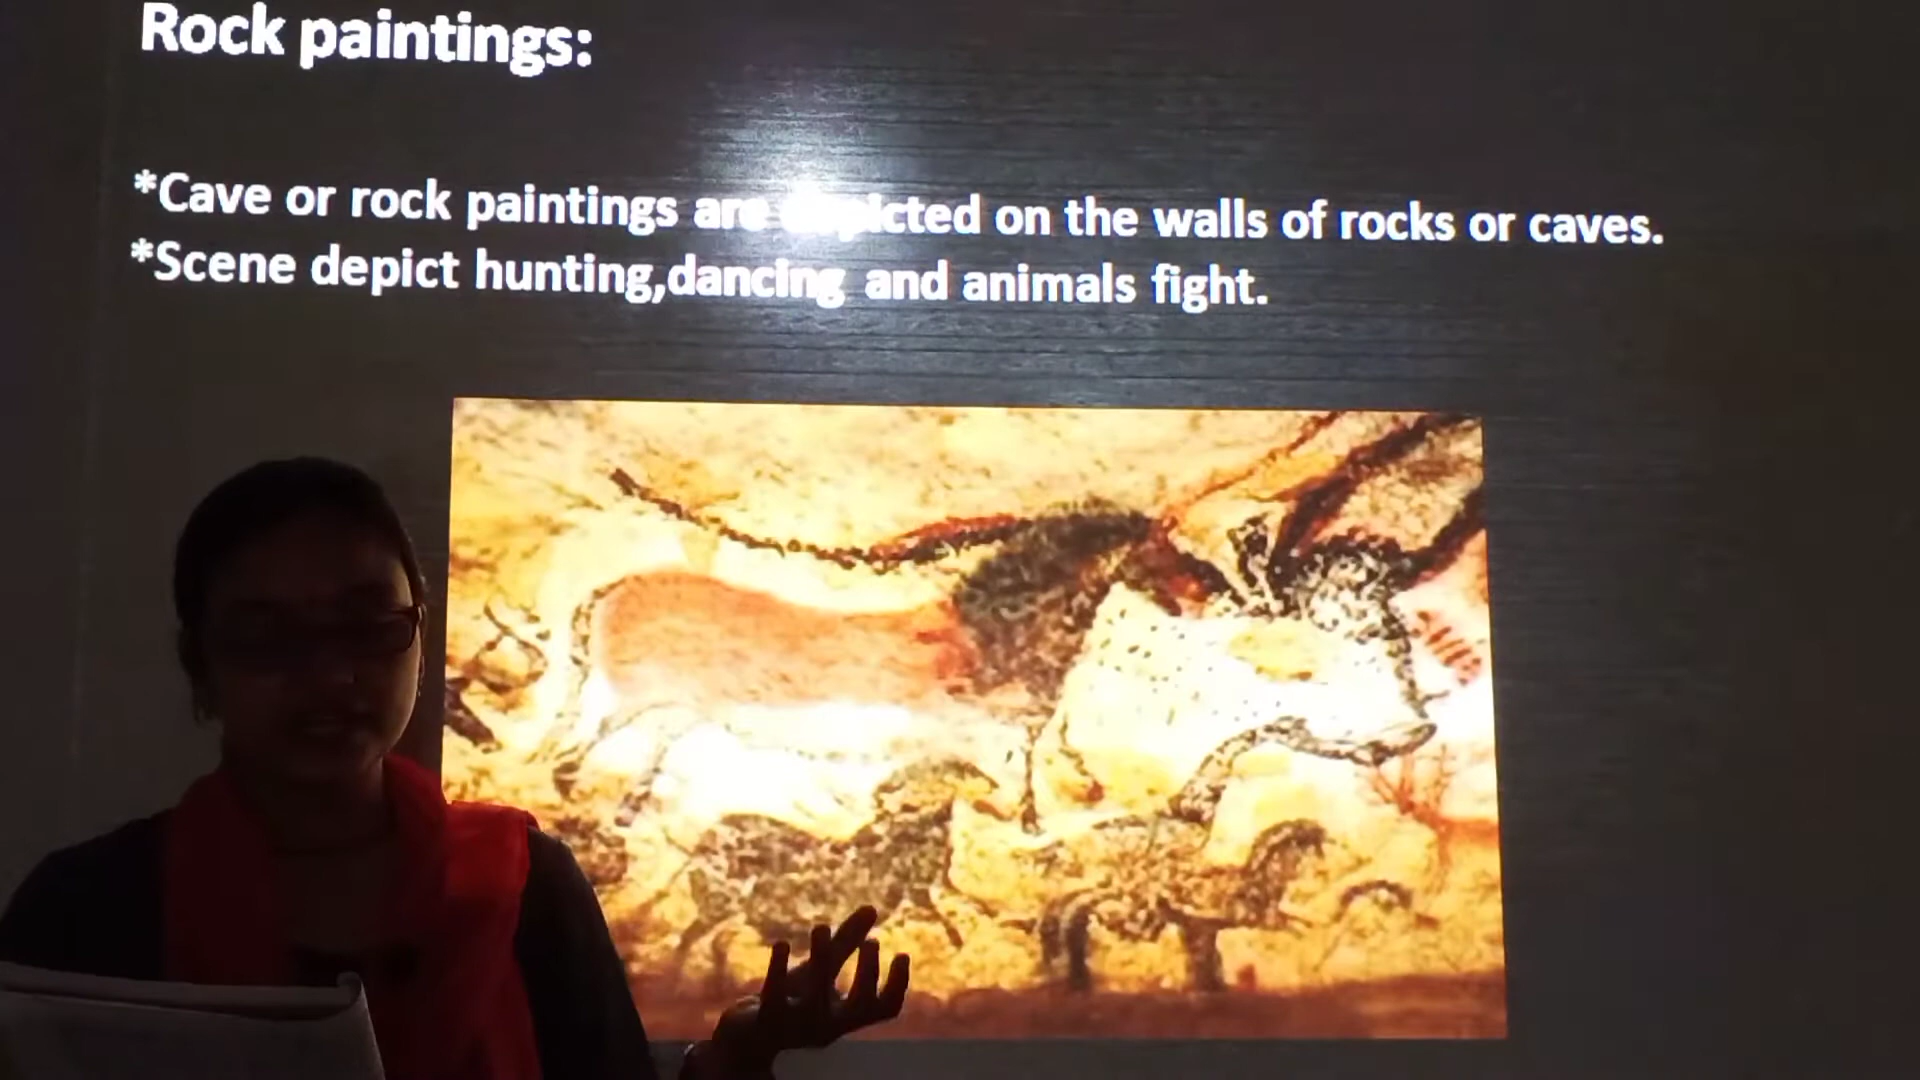 Rock paintings:
*Cave or rock paintings are depicted on the walls of rocks or caves.
*Scene depict hunting,dancing and animals fight.